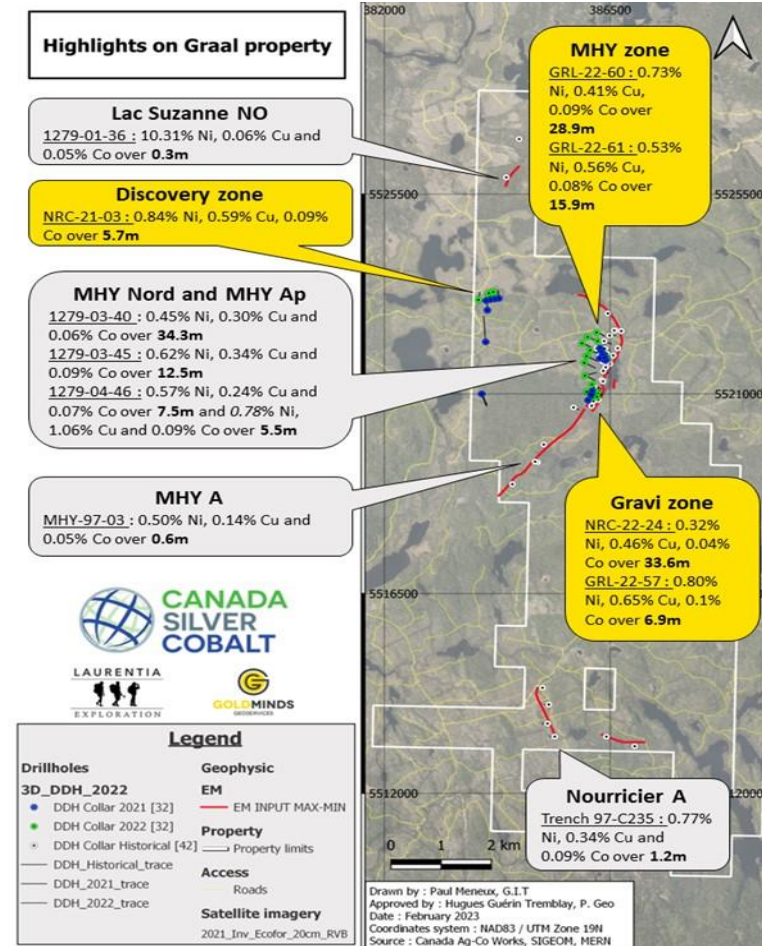 Highlights on Graal property
382000
386500
MHY zone
GRL-22-60 : 0.73%
Ni, 0.41% Cu,
0.09% Co over
28.9m
GRL-22-61 : 0.53%
Ni, 0.56% Cu,
0.08% Co over
15.9m
Lac Suzanne NO
1279-01-36 : 10.31% Ni, 0.06% Cu and
0.05% Co over 0.3m
5525500
5525500
Discovery zone
NRC-21-03 : 0.84% Ni, 0.59% Cu, 0.09%
Co over 5.7m
MHY Nord and MHY Ap
1279-03-40 : 0.45% Ni, 0.30% Cu and
0.06% Co over 34.3m
1279-03-45 : 0.62% Ni, 0.34% Cu and
0.09% Co over 12.5m
1279-04-46 : 0.57% Ni, 0.24% Cu and
0.07% Co over 7.5m and 0.78% Ni,
1.06% Cu and 0.09% Co over 5.5m
5521000
5521000
MHY A
MHY-97-03 : 0.50% Ni, 0.14% Cu and
0.05% Co over 0.6m
Gravi zone
NRC-22-24 : 0.32%
Ni, 0.46% Cu, 0.04%
Co over 33.6m
GRL-22-57 : 0.80%
Ni, 0.65% Cu, 0.1%
Co over 6.9m
5516500
5516500
CANADA
SILVER
COBALT
LAURENTIA
EXPLORATION
GOLDMINDS
GEOSERVICES
Legend
Drillholes
3D_DDH_2022
DDH Collar 2021 [32]
DDH Collar 2022 [32]
DDH Collar Historical [42]
DDH_Historical_trace
DDH_2021_trace
DDH_2022_trace
Geophysic
EM
EM INPUT MAX-MIN
Property
Property limits
Access
Roads
Satellite imagery
2021_Inv_Ecofor_20cm_RVB
5512000
Nourricier A
Trench 97-C235 : 0.77%
Ni, 0.34% Cu and
0.09% Co over 1.2m
0 1 2 km
Drawn by : Paul Meneux, G.I.T
Approved by : Hugues Guérin Tremblay, P. Geo
Date : February 2023
Coordinates system : NAD83 / UTM Zone 19N
Source : Canada Ag-Co Works, SIGEOM, MERN